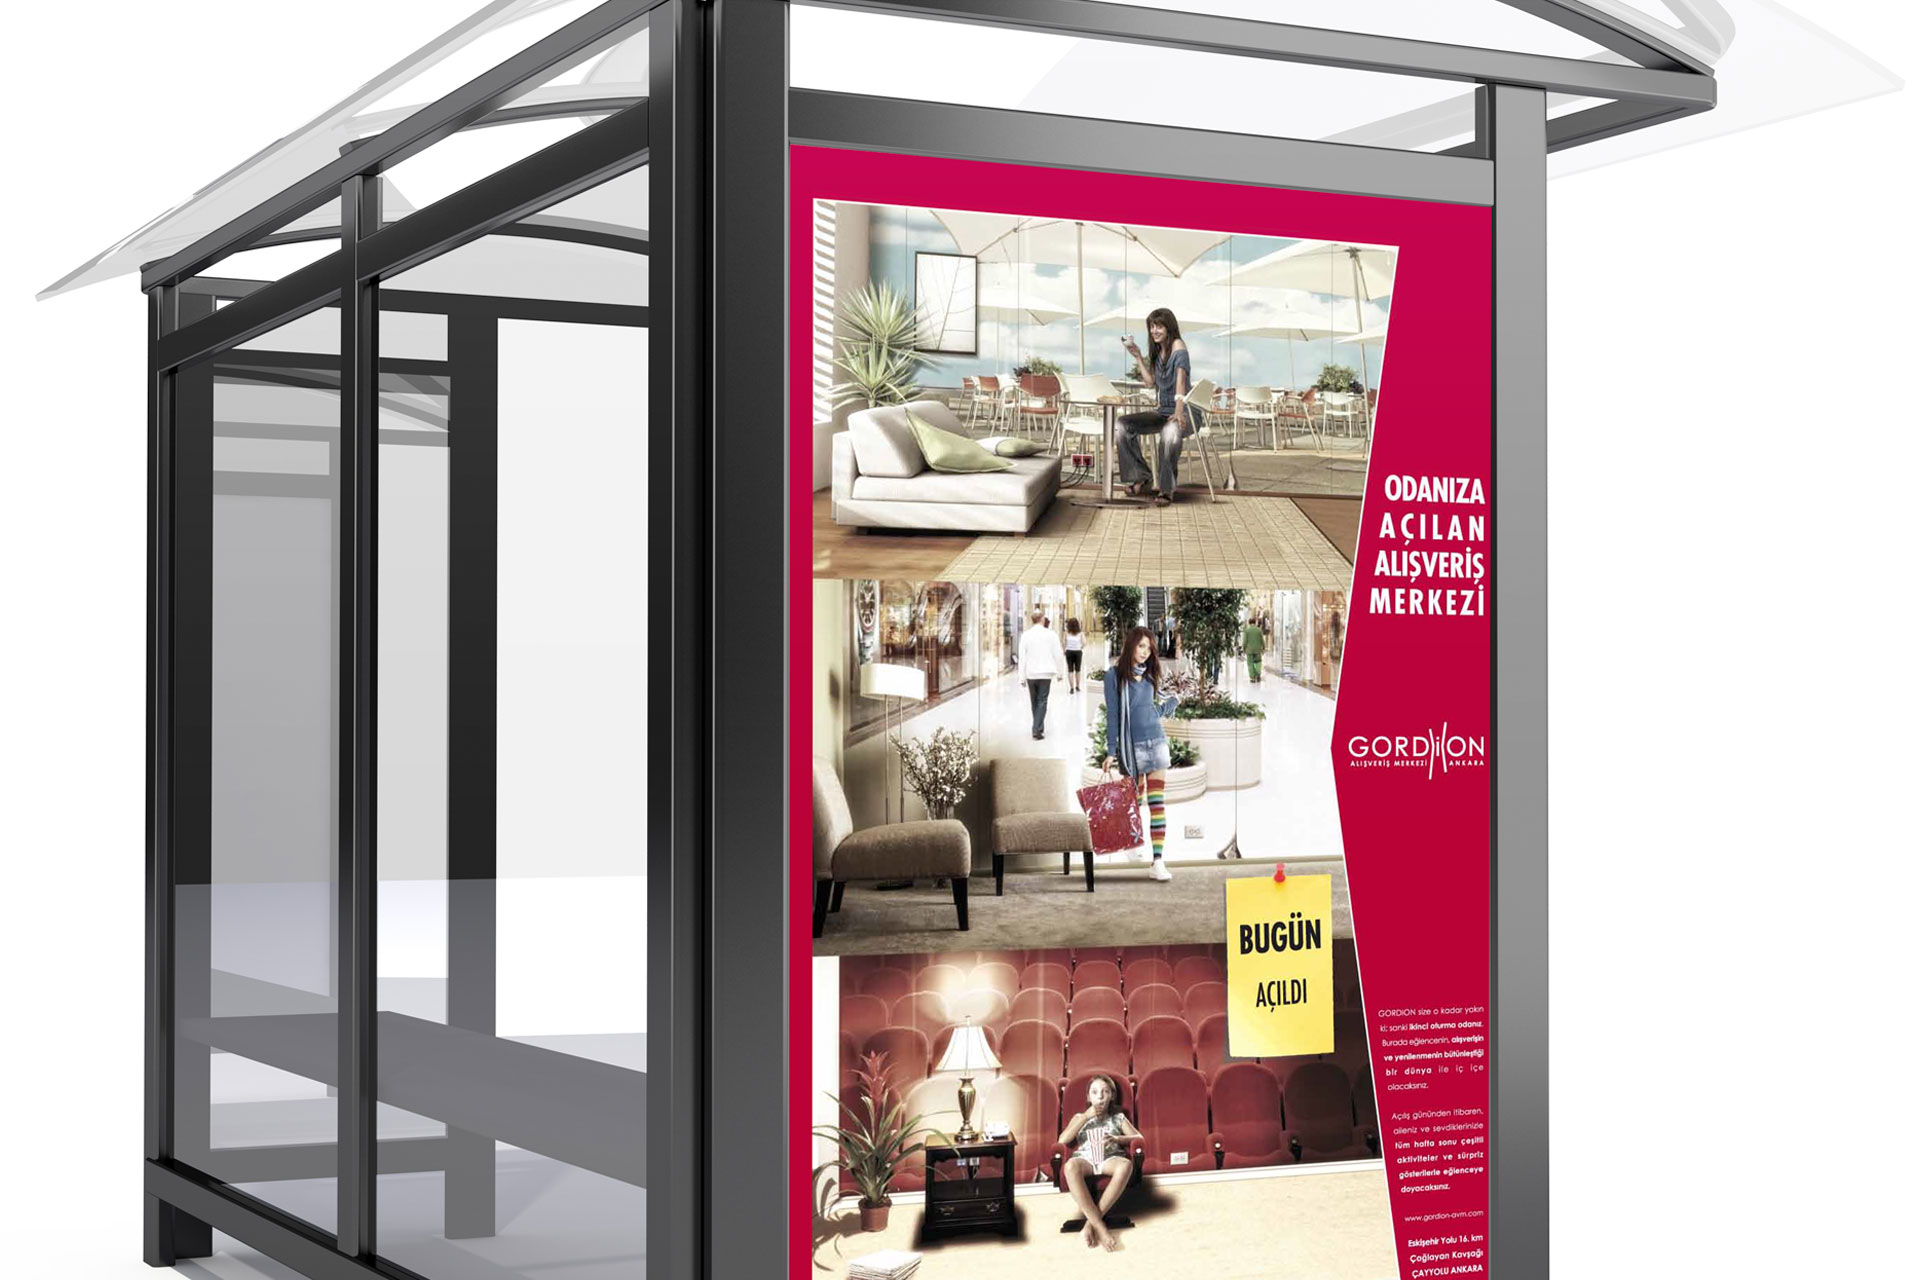 ODANIZA
AÇILAN
ALIŞVERİŞ
MERKEZİ
GORDiON
ALIŞVERİŞ MERKEZİ ANKARA
BUGÜN
AÇILDI
GORDiON size o kadar yakın
ki; sanki ikinci oturma odanız.
Burada eğlencenin, alışverişin
ve yenilenmenin bütünleştiği
bir dünya ile iç içe
olacaksınız.
Açılış gününden itibaren,
aileniz ve sevdiklerinizle
tüm hafta sonu çeşitli
aktiviteler ve sürpriz
gösterilerle eğlenceye
doyacaksınız.
www.gordion-avm.com
Eskişehir Yolu 16. km
Çağlayan Kavşağı
ÇAYYOLU ANKARA